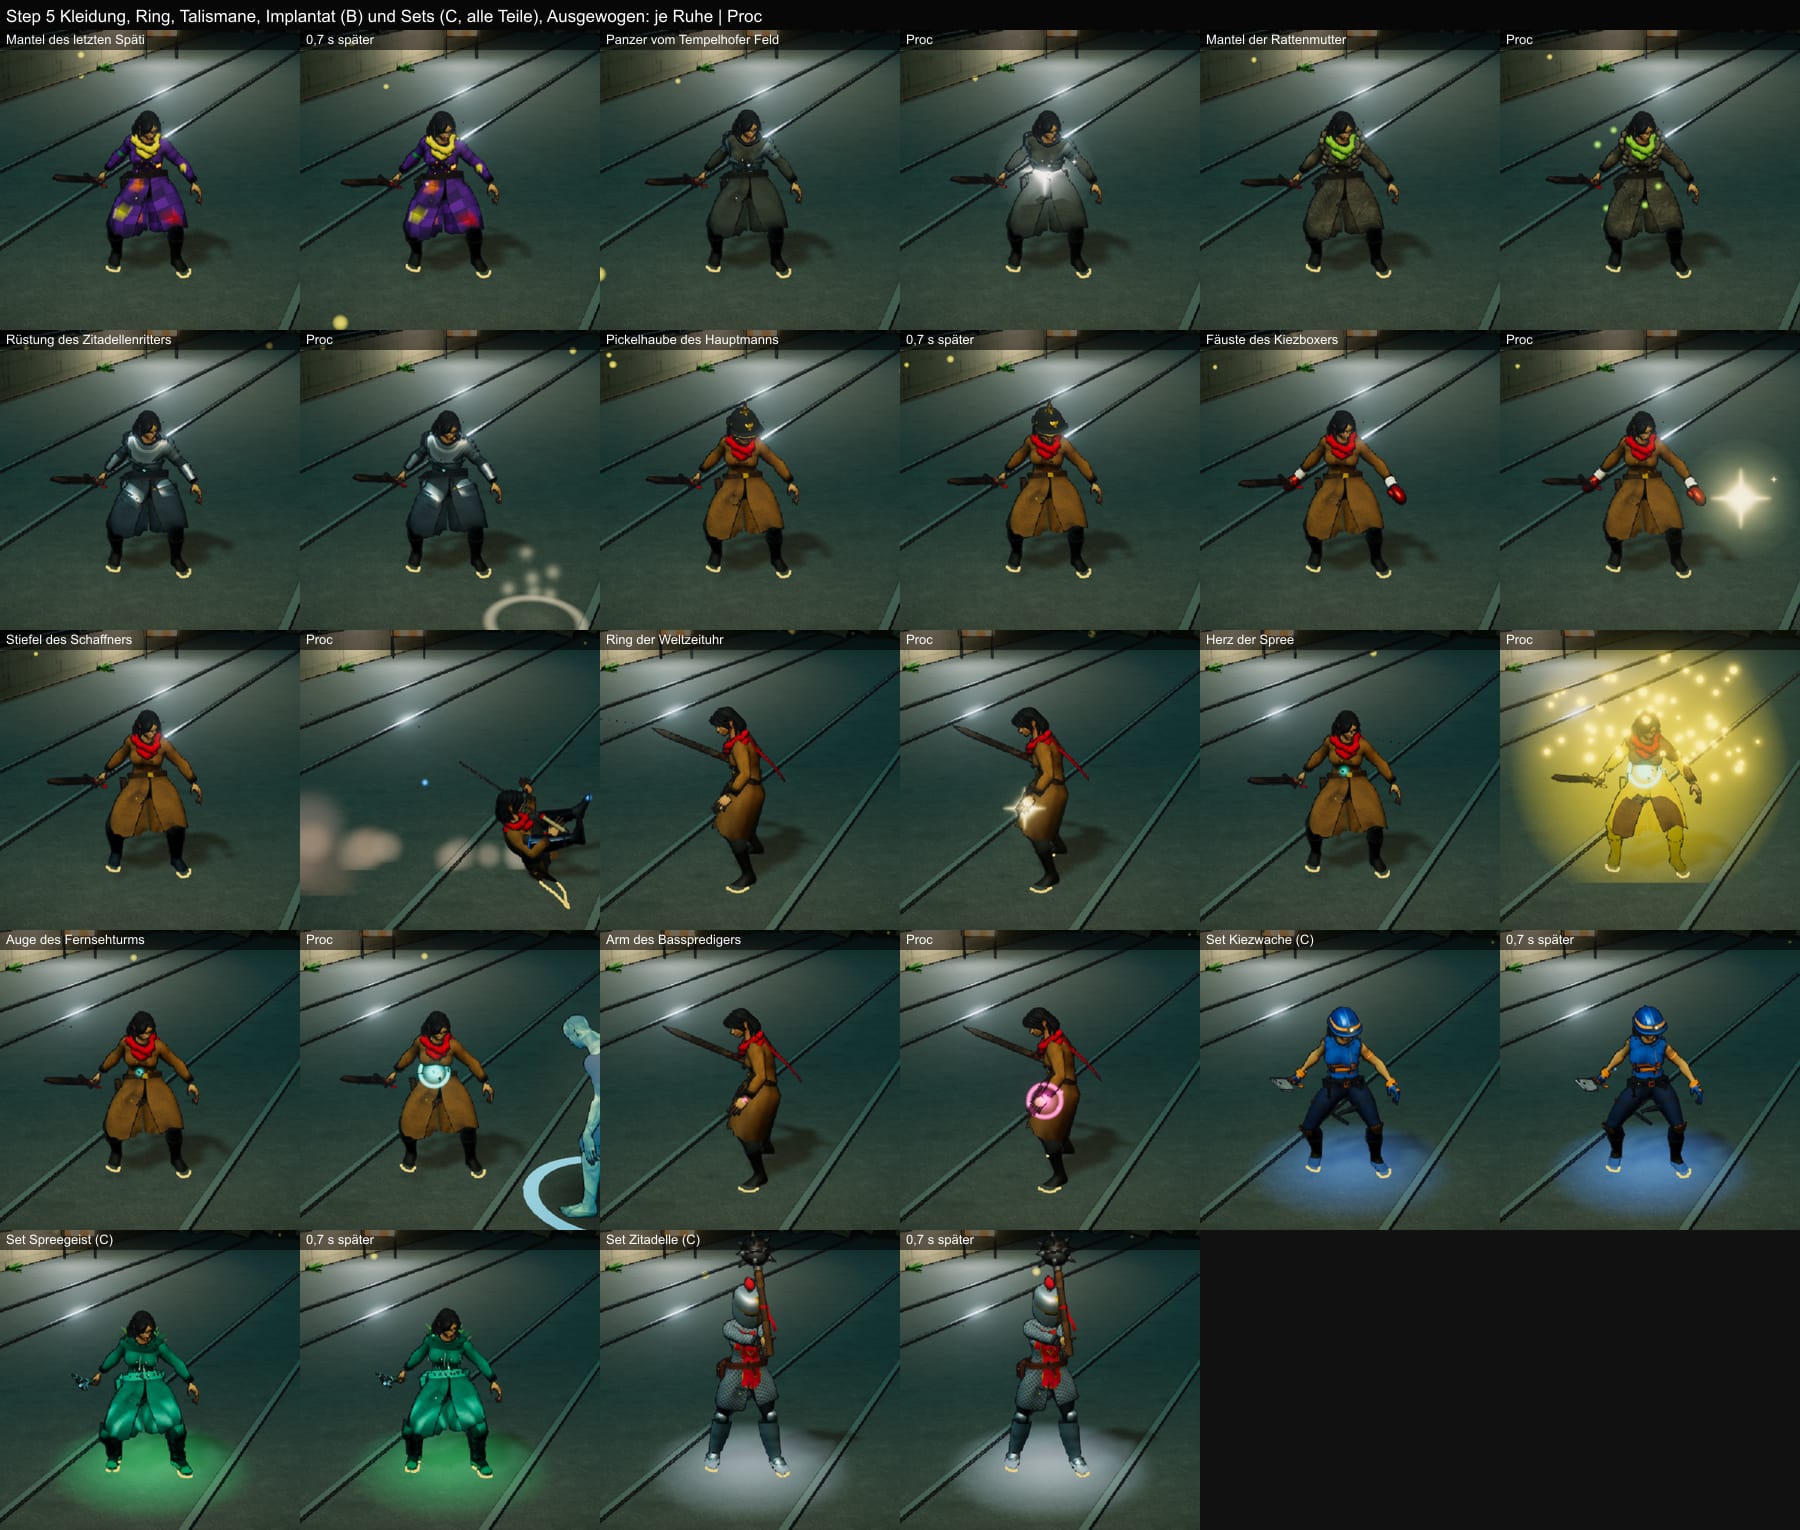 Step 5 Kleidung, Ring, Talismane, Implantat (B) und Sets (C, alle Teile), Ausgewogen: je Ruhe | Proc
Mantel des letzten Späti
0,7 s später
Panzer vom Tempelhofer Feld
Proc
Mantel der Rattenmutter
Proc
Rüstung des Zitadellenritters
Proc
Pickelhaube des Hauptmanns
0,7 s später
Fäuste des Kiezboxers
Proc
Stiefel des Schaffners
Proc
Ring der Weltzeituhr
Proc
Herz der Spree
Proc
Auge des Fernsehturms
Proc
Arm des Basspredigers
Proc
Set Kiezwache (C)
0,7 s später
Set Spreegeist (C)
0,7 s später
Set Zitadelle (C)
0,7 s später